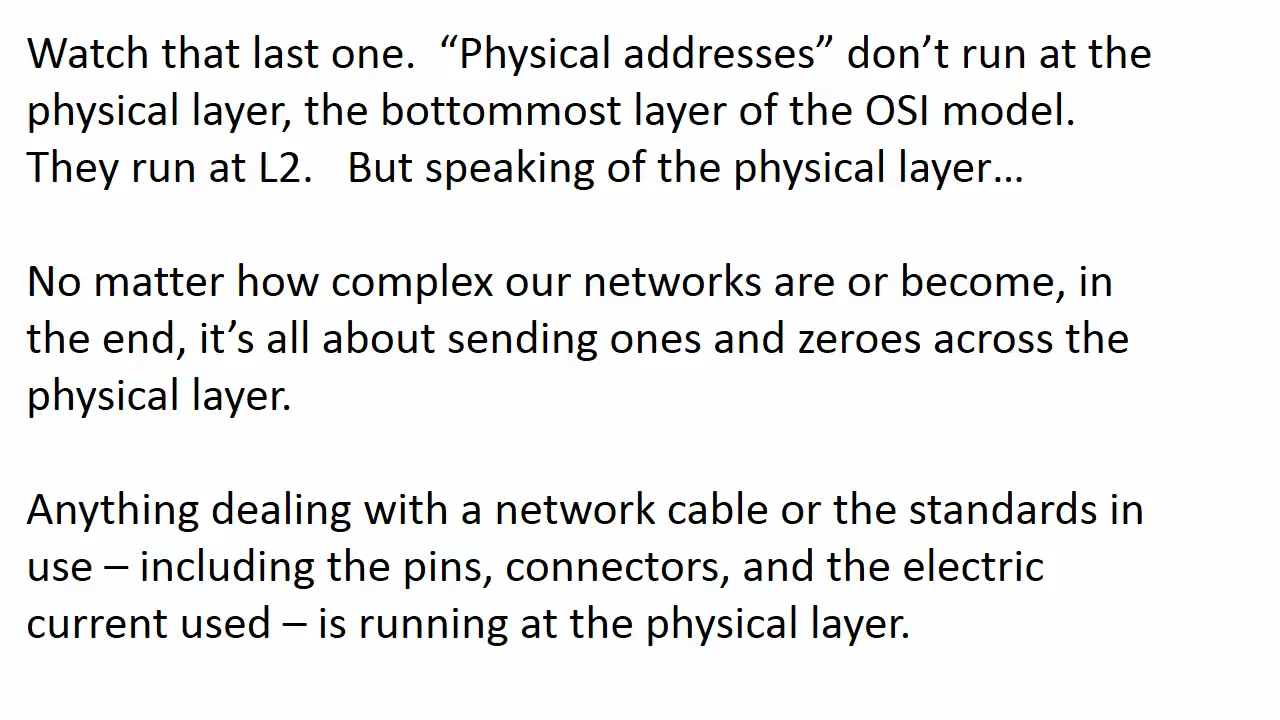 Watch that last one.  “Physical addresses” don’t run at the
physical layer, the bottommost layer of the OSI model.
They run at L2.   But speaking of the physical layer…
No matter how complex our networks are or become, in
the end, it’s all about sending ones and zeroes across the
physical layer.
Anything dealing with a network cable or the standards in
use – including the pins, connectors, and the electric
current used – is running at the physical layer.